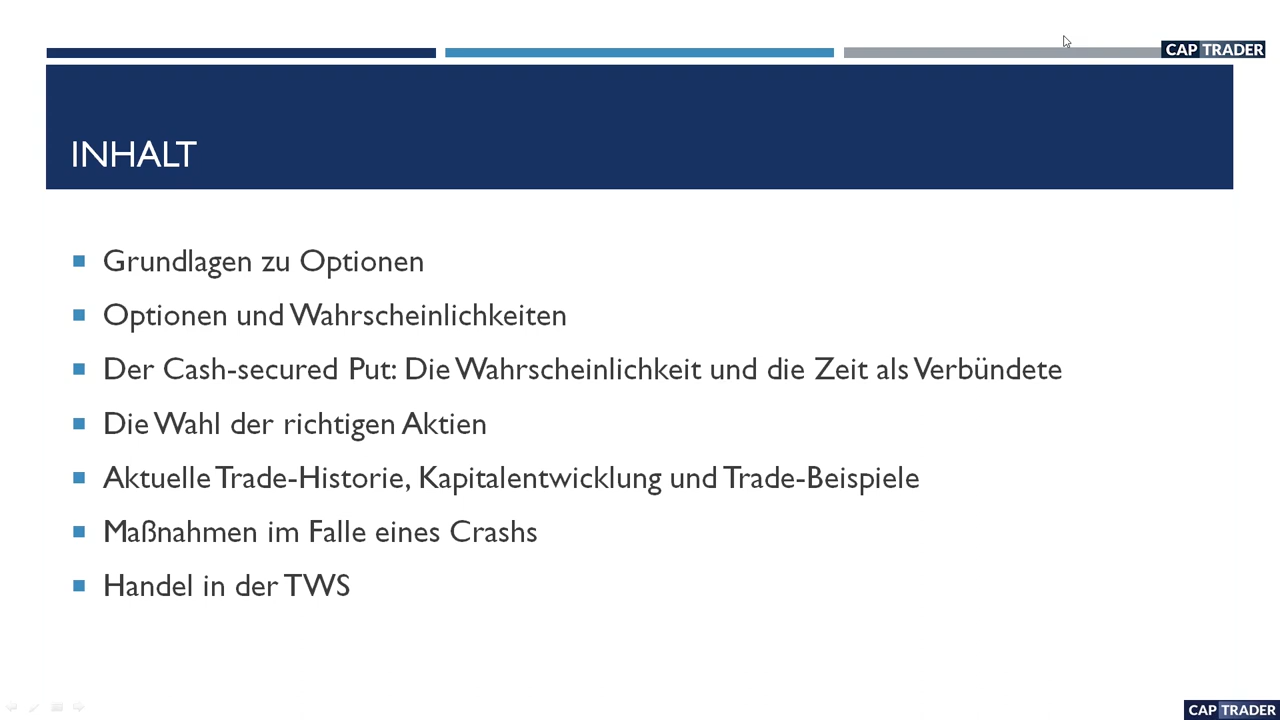 CAP TRADER
INHALT
Grundlagen zu Optionen
Optionen und Wahrscheinlichkeiten
Der Cash-secured Put: Die Wahrscheinlichkeit und die Zeit als Verbündete
Die Wahl der richtigen Aktien
Aktuelle Trade-Historie, Kapitalentwicklung und Trade-Beispiele
Maßnahmen im Falle eines Crashs
Handel in der TWS
CAP TRADER